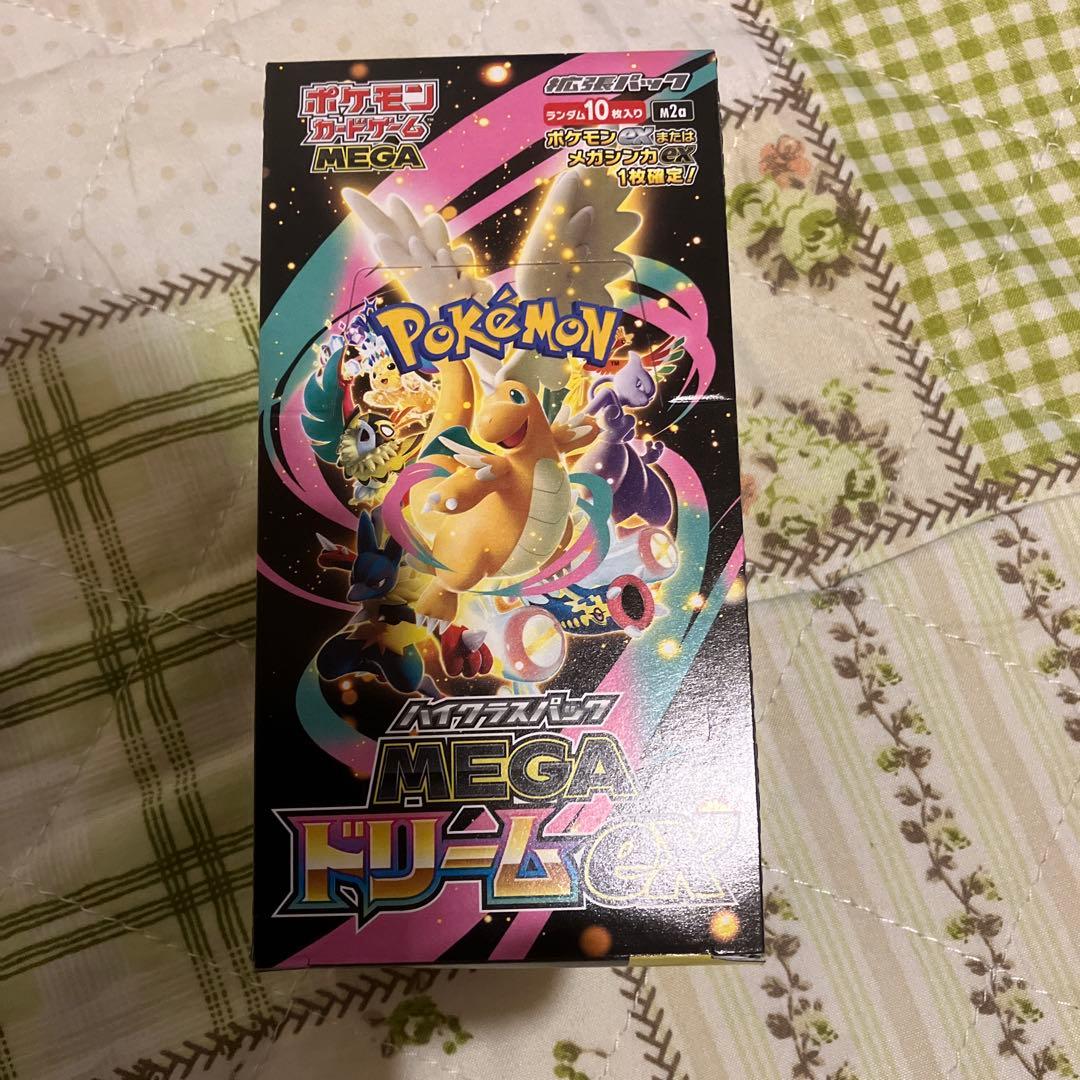 ポケモン
カードゲーム
MEGA
拡張パック
ランダム10枚入り M2a
ポケモンexまたは
メガシンカex
1枚確定!
POKéMON
TM
ハイクラスパック
MEGA
ドリームex